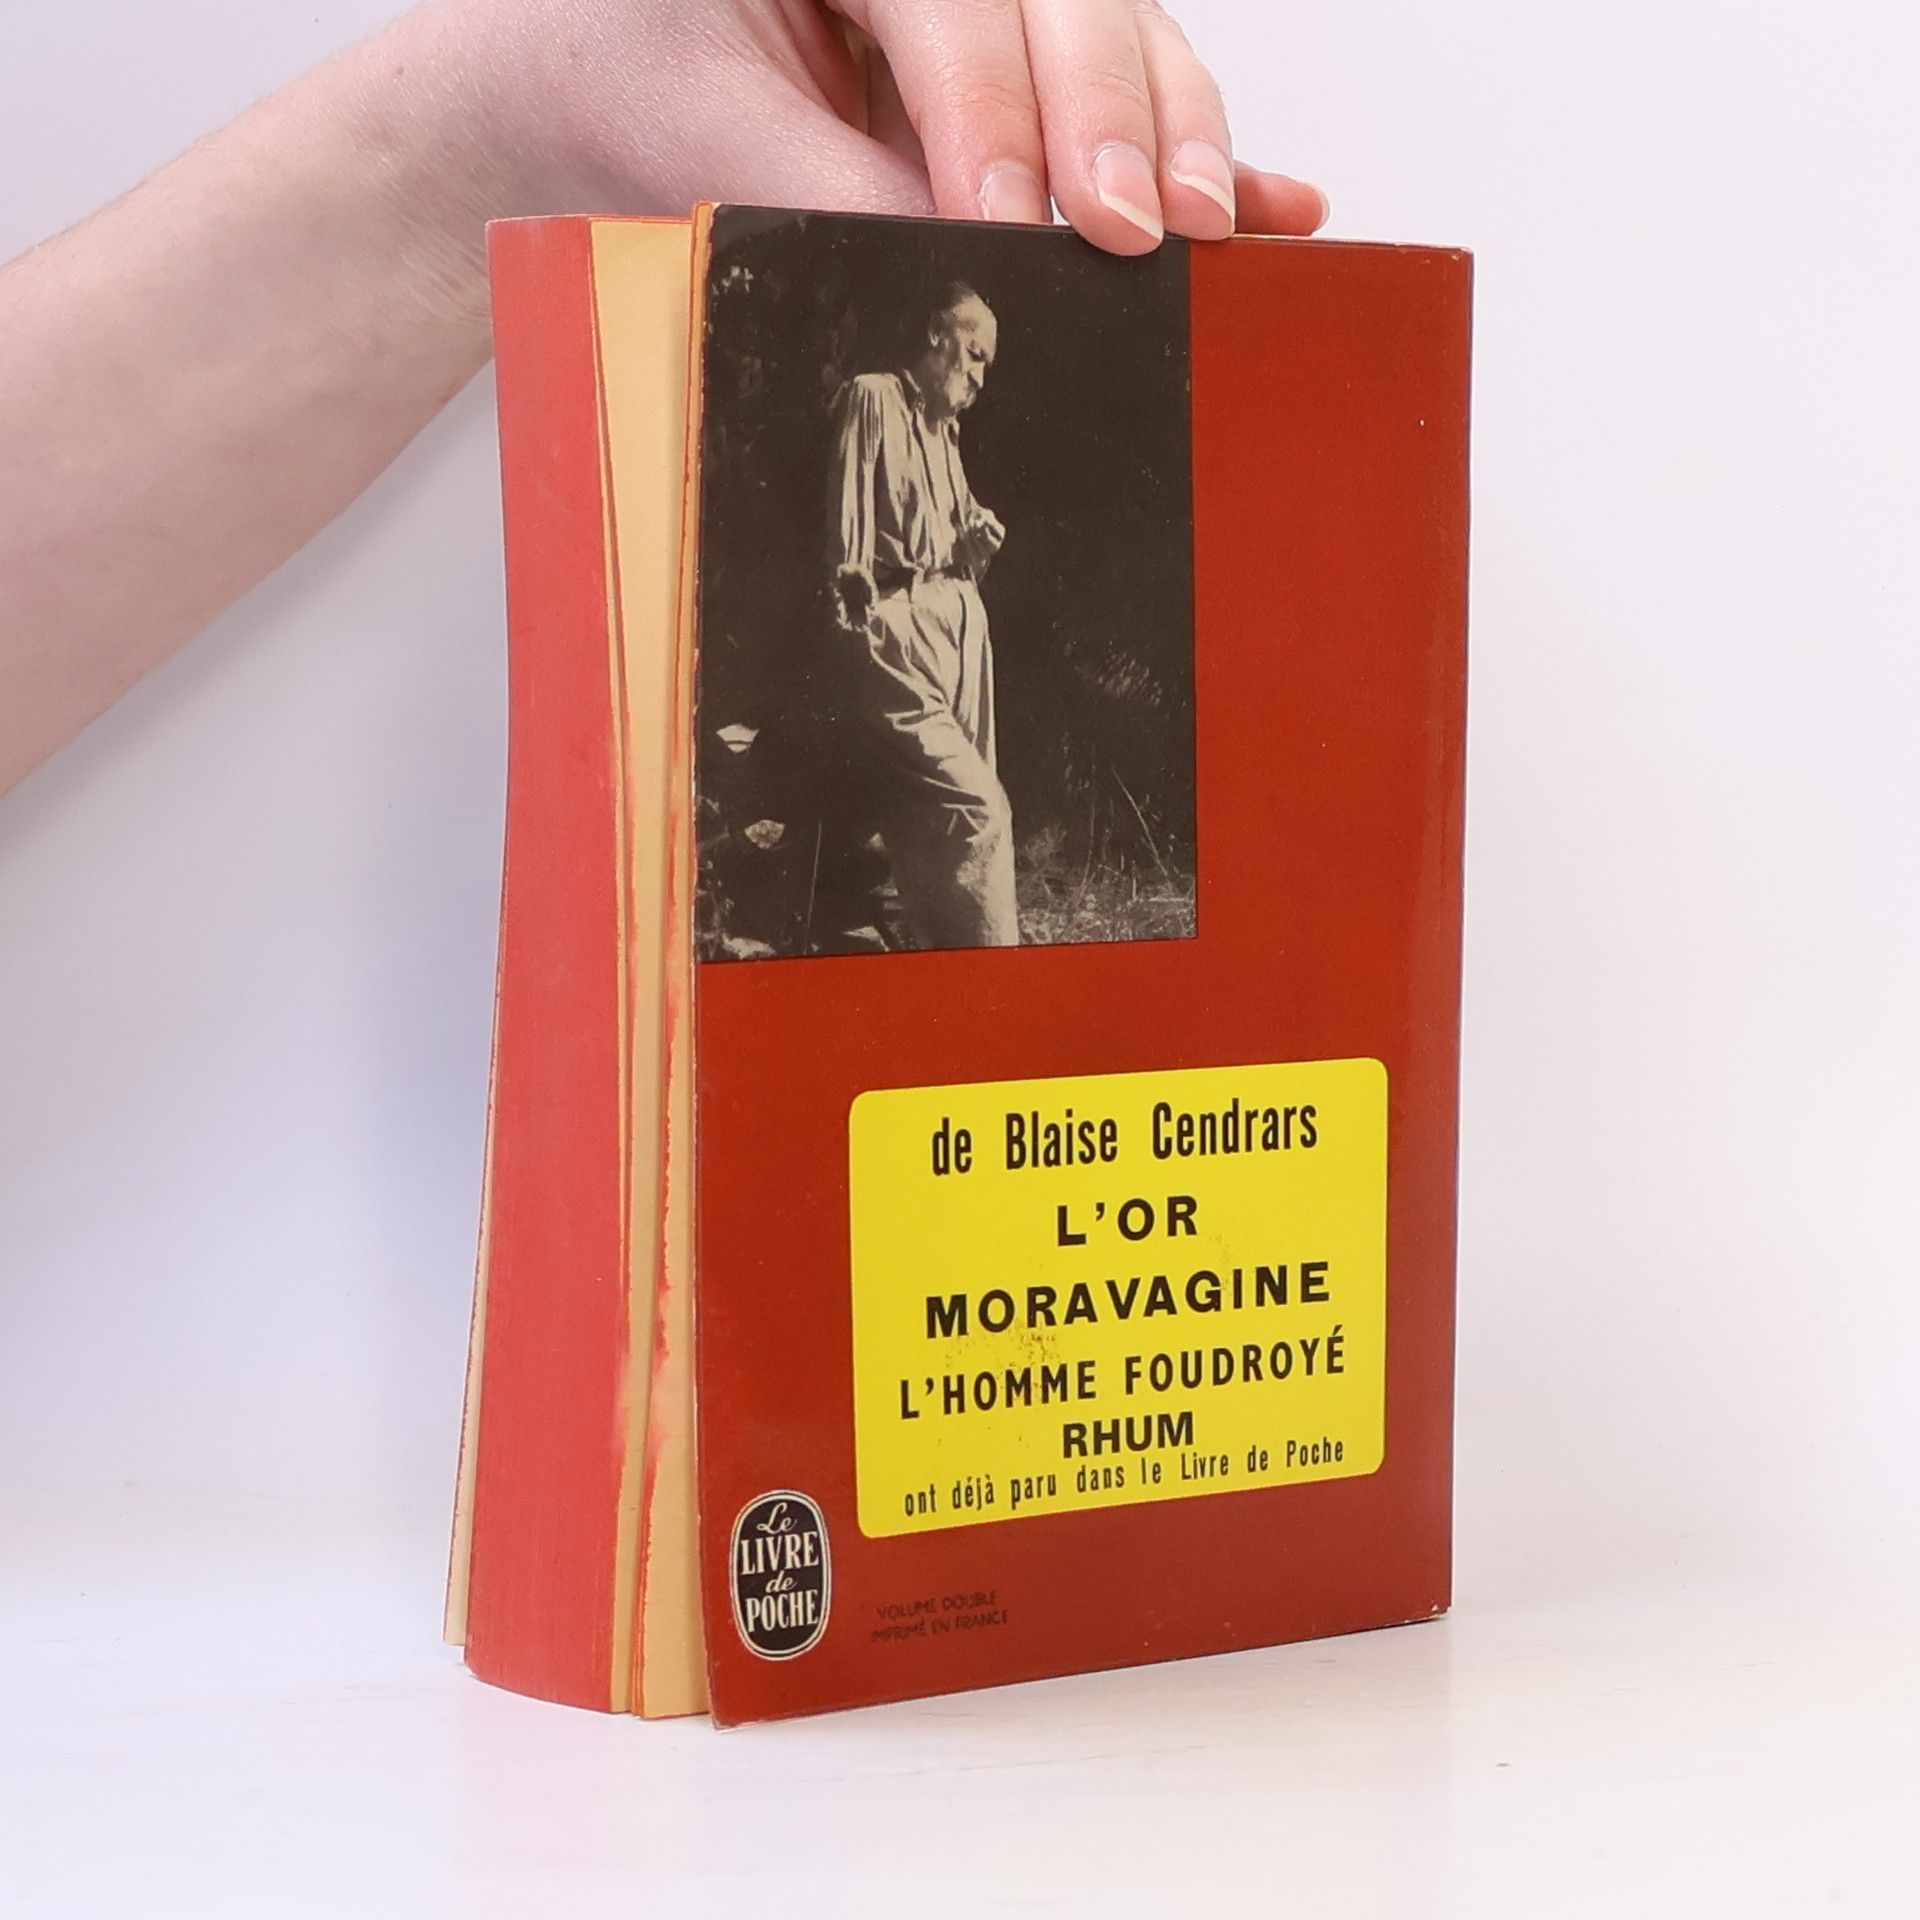 de Blaise Cendrars
L'OR
MORAVAGINE
L'HOMME FOUDROYÉ
RHUM
ont déjà paru dans le Livre de Poche
Le
LIVRE
de
POCHE
VOLUME DOUBLE
IMPRIMÉ EN FRANCE